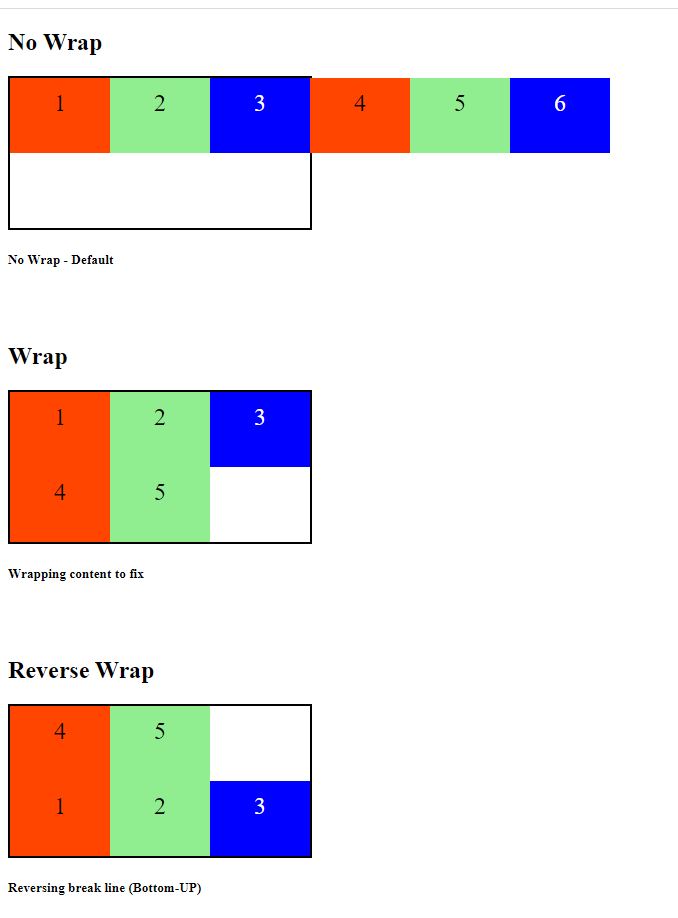 No Wrap
1 2 3 4 5 6
No Wrap - Default
Wrap
1 2 3
4 5
Wrapping content to fix
Reverse Wrap
4 5
1 2 3
Reversing break line (Bottom-UP)